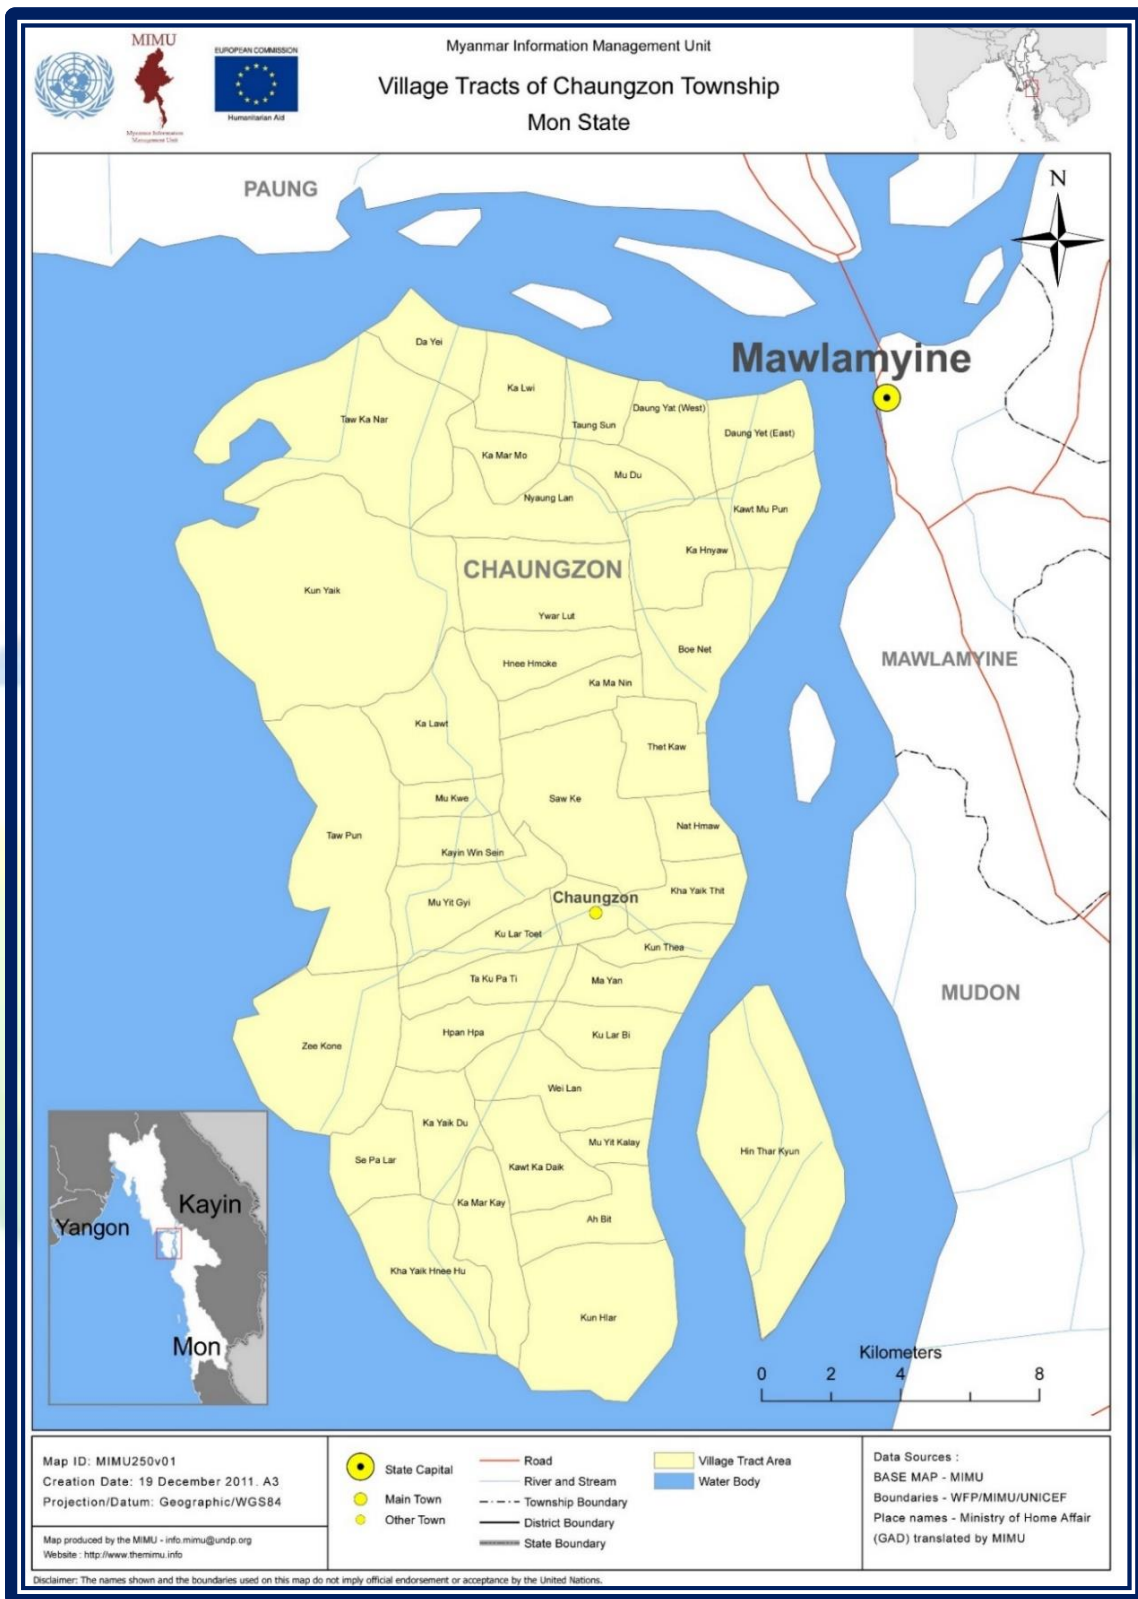 MIMU
Myanmar Information
Management Unit
EUROPEAN COMMISSION
Humanitarian Aid
Myanmar Information Management Unit
Village Tracts of Chaungzon Township
Mon State
PAUNG
N
Mawlamyine
Da Yei
Ka Lwi
Taw Ka Nar
Daung Yat (West)
Taung Sun
Daung Yet (East)
Ka Mar Mo
Mu Du
Nyaung Lan
Kawt Mu Pun
Ka Hnyaw
CHAUNGZON
Kun Yaik
Ywar Lut
Boe Net
MAWLAMYINE
Hnee Hmoke
Ka Ma Nin
Ka Lawt
Thet Kaw
Mu Kwe
Saw Ke
Taw Pun
Nat Hmaw
Kayin Win Sein
Kha Yaik Thit
Chaungzon
Mu Yit Gyi
Ku Lar Toet
Kun Thea
Ta Ku Pa Ti
Ma Yan
MUDON
Hpan Hpa
Ku Lar Bi
Zee Kone
Wei Lan
Ka Yaik Du
Mu Yit Kalay
Hin Thar Kyun
Se Pa Lar
Kawt Ka Daik
Ka Mar Kay
Ah Bit
Kha Yaik Hnee Hu
Kun Hlar
Kayin
Yangon
Mon
Kilometers
0 2 4 8
Map ID: MIMU250v01
Creation Date: 19 December 2011. A3
Projection/Datum: Geographic/WGS84
Map produced by the MIMU - info.mimu@undp.org
Website : http://www.themimu.info
State Capital
Main Town
Other Town
Road
River and Stream
Township Boundary
District Boundary
State Boundary
Village Tract Area
Water Body
Data Sources :
BASE MAP - MIMU
Boundaries - WFP/MIMU/UNICEF
Place names - Ministry of Home Affair
(GAD) translated by MIMU
Disclaimer: The names shown and the boundaries used on this map do not imply official endorsement or acceptance by the United Nations.